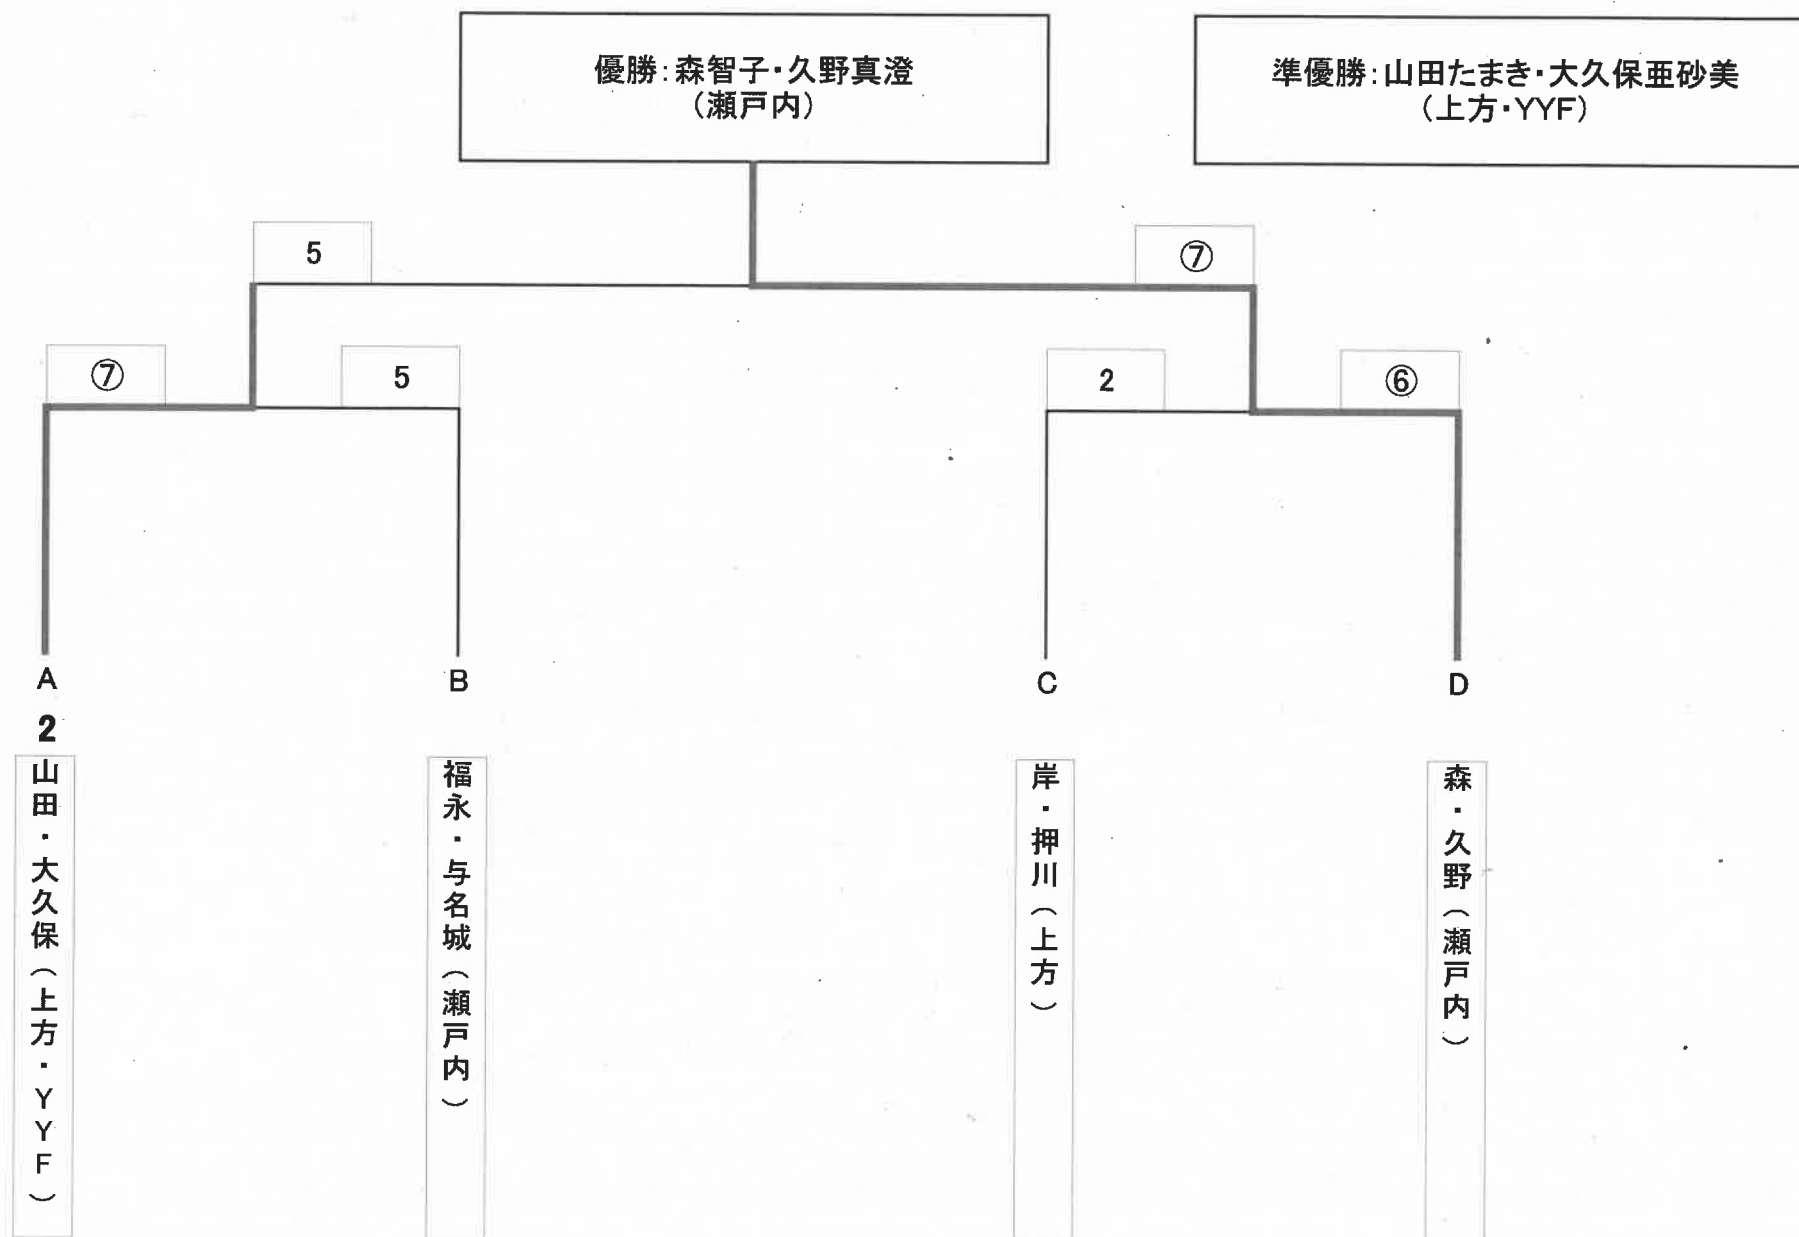 優勝:森智子・久野真澄
(瀬戸内)
準優勝:山田たまき・大久保亜砂美
(上方・YYF)
5
⑦
⑦
5
2
⑥
A
B
C
D
2
山田・大久保(上方・YYF)
福永・与名城(瀬戸内)
岸・押川(上方)
森・久野(瀬戸内)